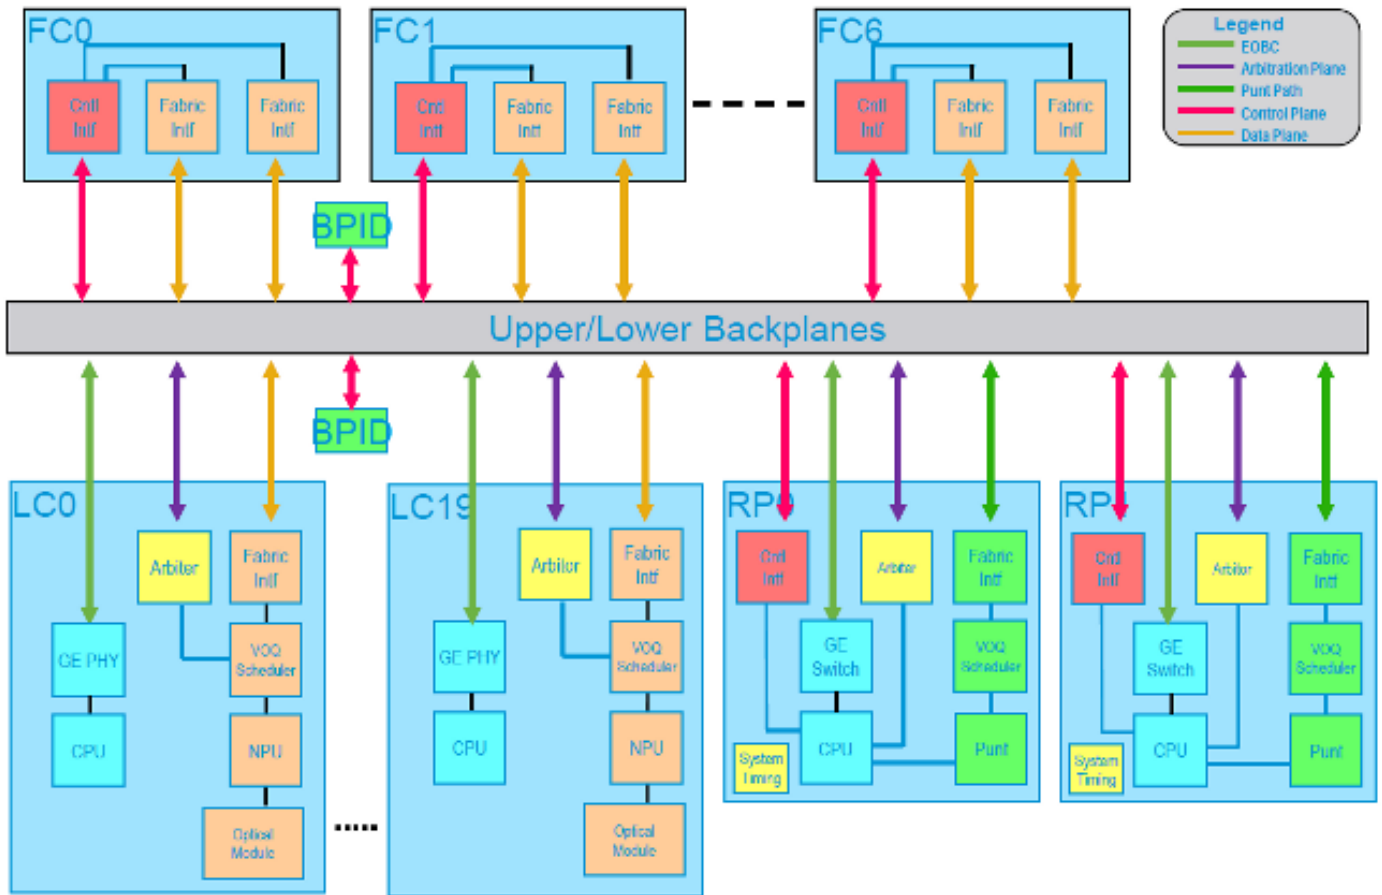 FC0
FC1
FC6
Legend
EOBC
Arbitration Plane
Punt Path
Control Plane
Data Plane
Cntl
Intf
Fabric
Intf
Fabric
Intf
Cntl
Intf
Fabric
Intf
Fabric
Intf
Cntl
Intf
Fabric
Intf
Fabric
Intf
BPID
Upper/Lower Backplanes
BPID
LC0
LC19
RP0
RP
Arbiter
Fabric
Intf
Arbiter
Fabric
Intf
Cntl
Intf
Arbiter
Fabric
Intf
Cntl
Intf
Arbiter
Fabric
Intf
GE PHY
VOQ
Scheduler
GE PHY
VOQ
Scheduler
GE
Switch
VOQ
Scheduler
GE
Switch
VOQ
Scheduler
CPU
NPU
CPU
NPU
System
Timing
CPU
Punt
System
Timing
CPU
Punt
Optical
Module
Optical
Module